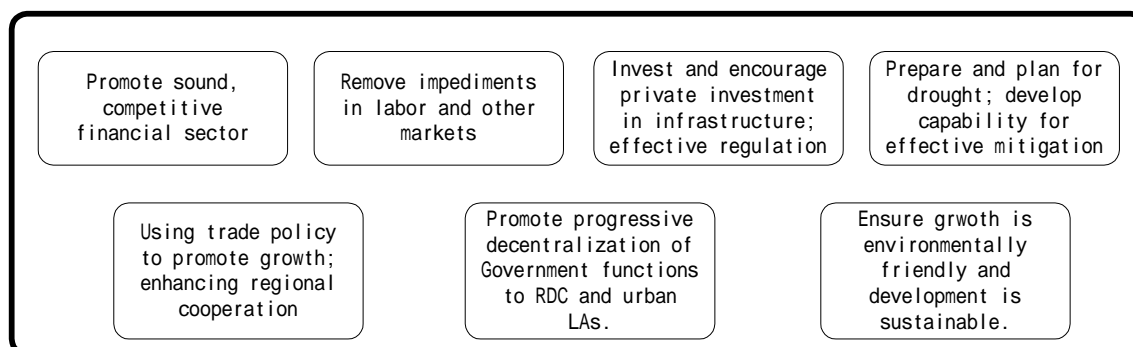 Promote sound,
competitive
financial sector
Remove impediments
in labor and other
markets
Invest and encourage
private investment
in infrastructure;
effective regulation
Prepare and plan for
drought; develop
capability for
effective mitigation
Using trade policy
to promote growth;
enhancing regional
cooperation
Promote progressive
decentralization of
Government functions
to RDC and urban
LAs.
Ensure grwoth is
environmentally
friendly and
development is
sustainable.